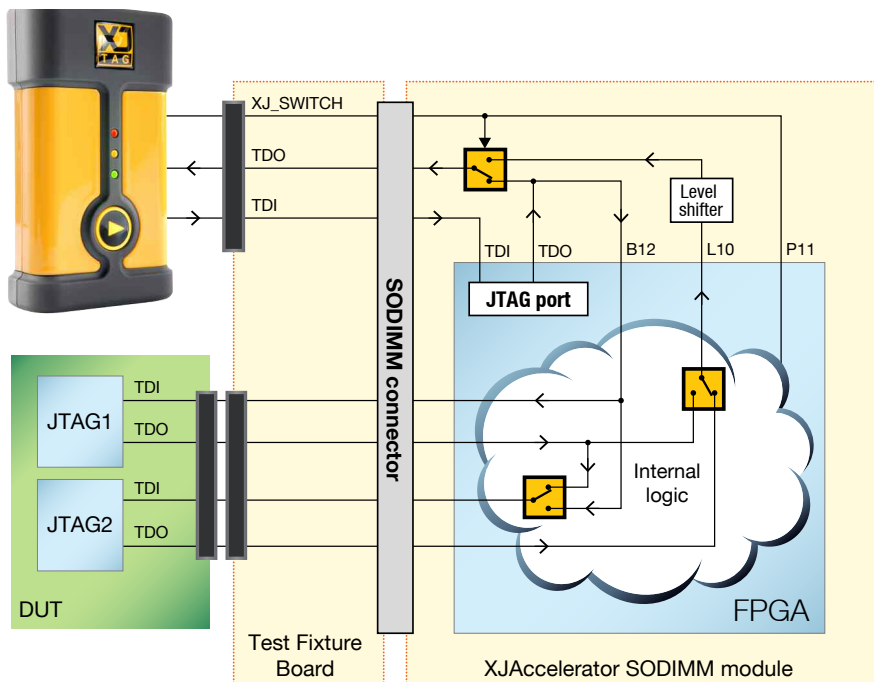 XJ
TAG
XJ_SWITCH
TDO
TDI
Level
shifter
TDI
TDO
B12
L10
P11
JTAG port
SODIMM connector
JTAG1
TDI
TDO
JTAG2
TDI
TDO
Internal
logic
DUT
FPGA
Test Fixture
Board
XJAccelerator SODIMM module